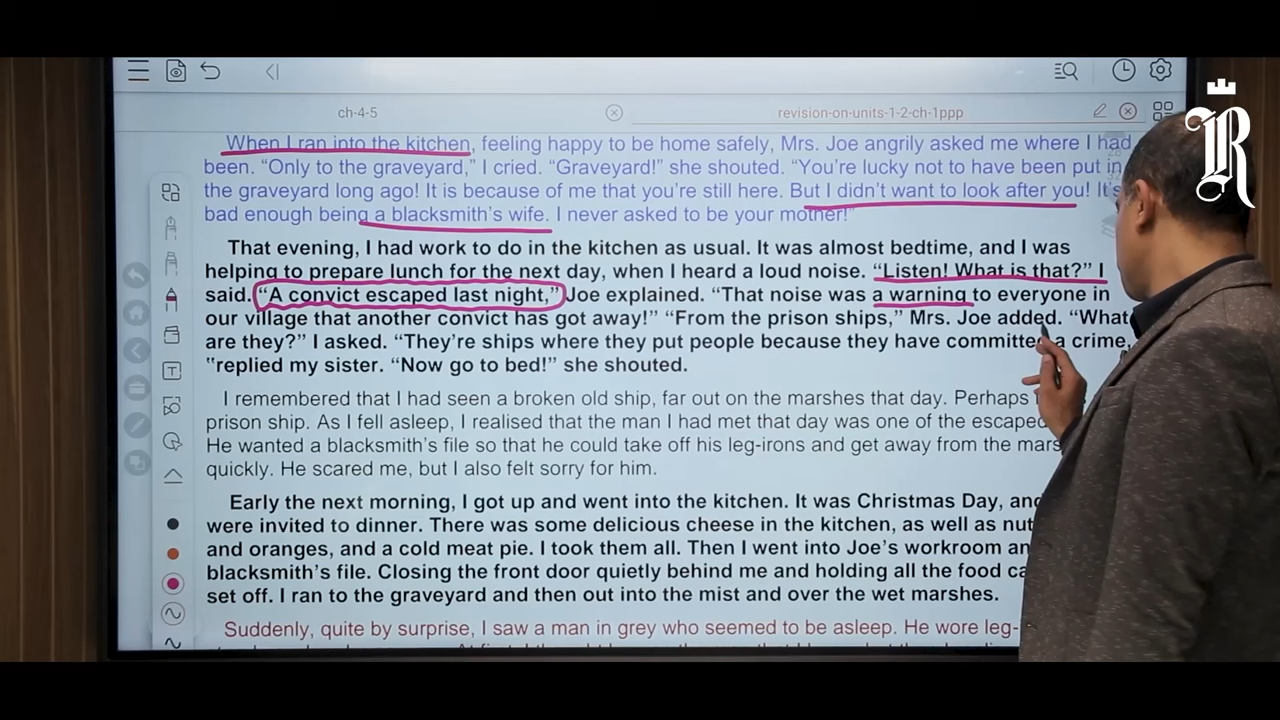 ch-4-5
revision-on-units-1-2-ch-1ppp
R
When I ran into the kitchen, feeling happy to be home safely, Mrs. Joe angrily asked me where I had
been. “Only to the graveyard,” I cried. “Graveyard!” she shouted. “You’re lucky not to have been put in
the graveyard long ago! It is because of me that you’re still here. But I didn’t want to look after you! It’s
bad enough being a blacksmith’s wife. I never asked to be your mother!”
That evening, I had work to do in the kitchen as usual. It was almost bedtime, and I was
helping to prepare lunch for the next day, when I heard a loud noise. “Listen! What is that?” I
said. “A convict escaped last night,” Joe explained. “That noise was a warning to everyone in
our village that another convict has got away!” “From the prison ships,” Mrs. Joe added. “What
are they?” I asked. “They’re ships where they put people because they have committed a crime,
“replied my sister. “Now go to bed!” she shouted.
I remembered that I had seen a broken old ship, far out on the marshes that day. Perhaps
prison ship. As I fell asleep, I realised that the man I had met that day was one of the escaped
He wanted a blacksmith’s file so that he could take off his leg-irons and get away from the mars
quickly. He scared me, but I also felt sorry for him.
Early the next morning, I got up and went into the kitchen. It was Christmas Day, and
were invited to dinner. There was some delicious cheese in the kitchen, as well as nut
and oranges, and a cold meat pie. I took them all. Then I went into Joe’s workroom an
blacksmith’s file. Closing the front door quietly behind me and holding all the food ca
set off. I ran to the graveyard and then out into the mist and over the wet marshes.
Suddenly, quite by surprise, I saw a man in grey who seemed to be asleep. He wore leg-